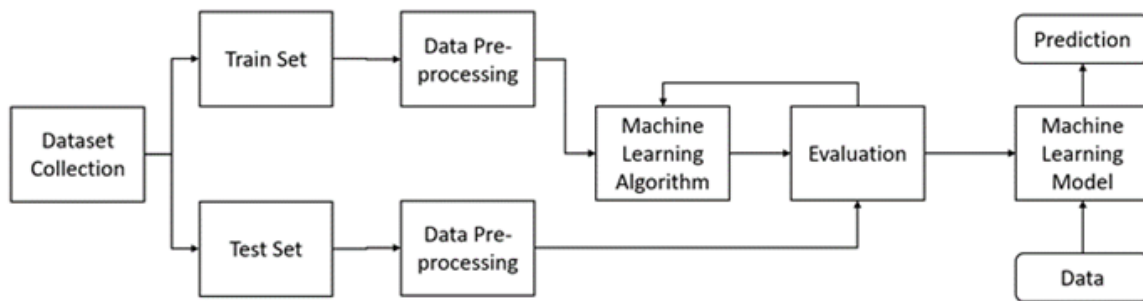 Dataset
Collection
Train Set
Data Pre-
processing
Test Set
Data Pre-
processing
Machine
Learning
Algorithm
Evaluation
Prediction
Machine
Learning
Model
Data